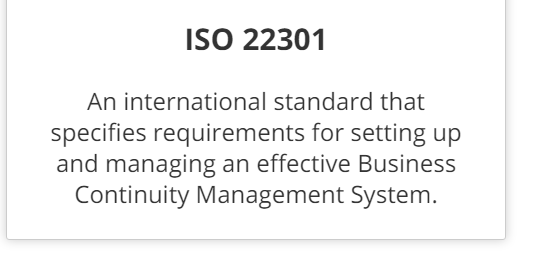 ISO 22301
An international standard that
specifies requirements for setting up
and managing an effective Business
Continuity Management System.